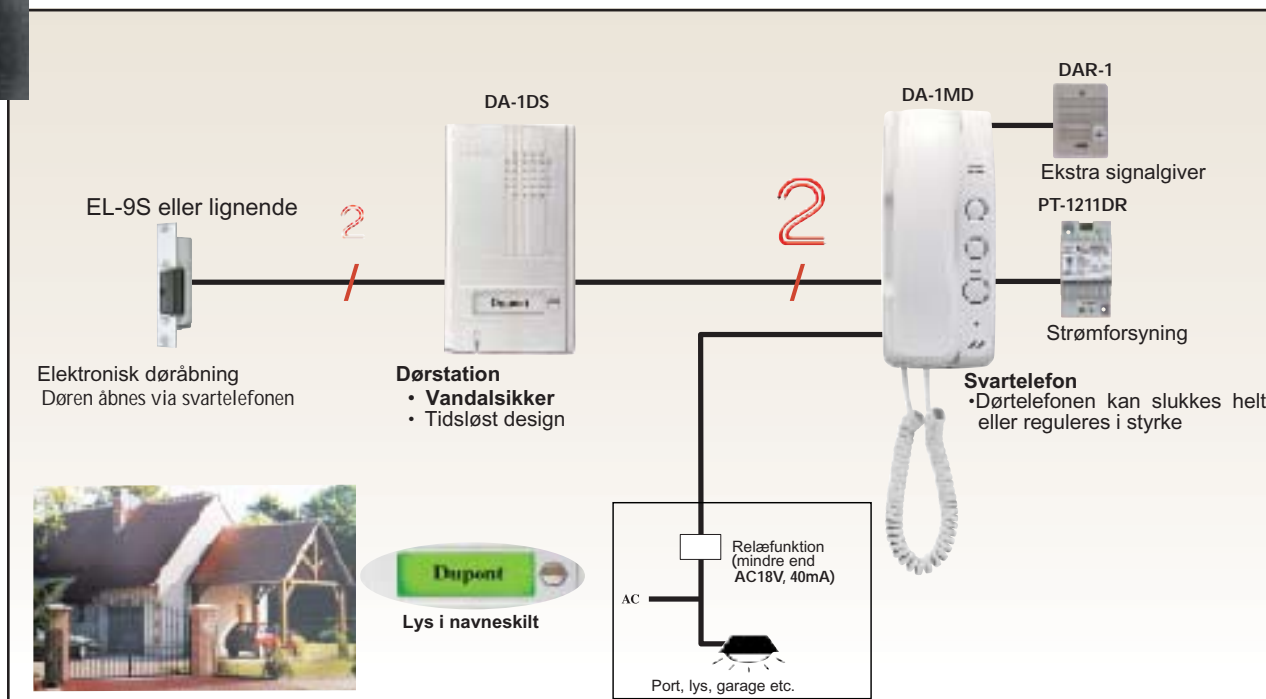 DAR-1
DA-1DS
DA-1MD
Ekstra signalgiver
EL-9S eller lignende
2
2
PT-1211DR
Dupont
Strømforsyning
Elektronisk døråbning
Døren åbnes via svartelefonen
Dørstation
• Vandalsikker
• Tidsløst design
Svartelefon
•Dørtelefonen kan slukkes helt
eller reguleres i styrke
Relæfunktion
(mindre end
AC18V, 40mA)
AC
Port, lys, garage etc.
Dupont
Lys i navneskilt